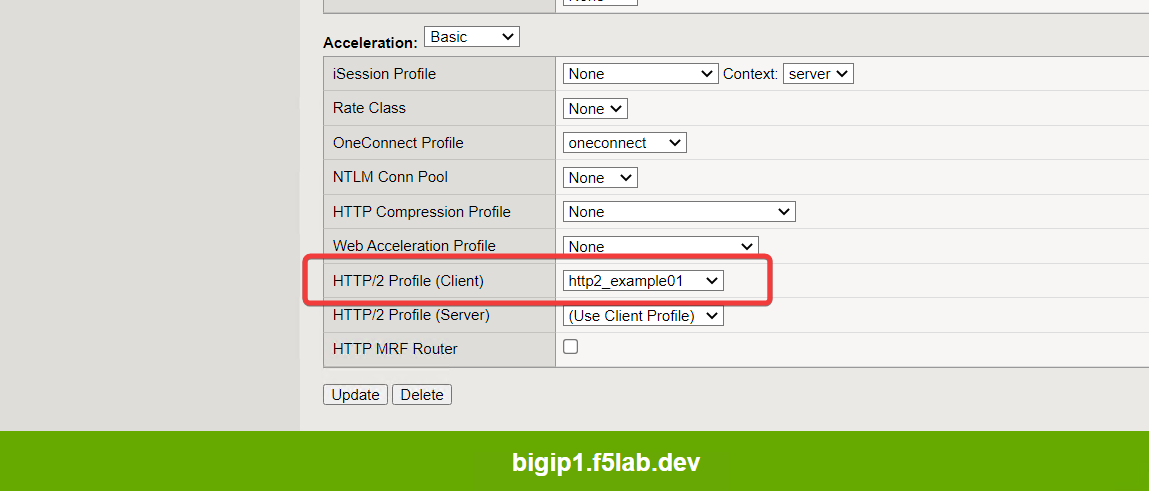 Acceleration: Basic
iSession Profile None Context: server
Rate Class None
OneConnect Profile oneconnect
NTLM Conn Pool None
HTTP Compression Profile None
Web Acceleration Profile None
HTTP/2 Profile (Client) http2_example01
HTTP/2 Profile (Server) (Use Client Profile)
HTTP MRF Router
Update Delete
bigip1.f5lab.dev